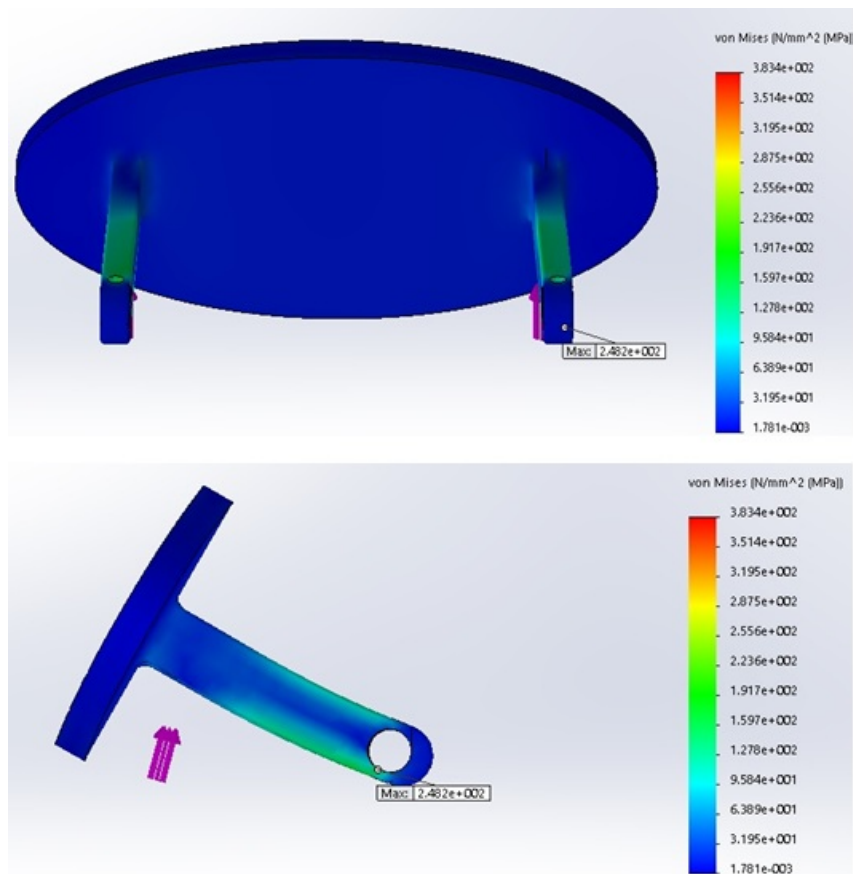 von Mises (N/mm^2 (MPa))
3.834e+002
3.514e+002
3.195e+002
2.875e+002
2.556e+002
2.236e+002
1.917e+002
1.597e+002
1.278e+002
9.584e+001
6.389e+001
3.195e+001
1.781e-003
Max: 2.482e+002
von Mises (N/mm^2 (MPa))
3.834e+002
3.514e+002
3.195e+002
2.875e+002
2.556e+002
2.236e+002
1.917e+002
1.597e+002
1.278e+002
9.584e+001
6.389e+001
3.195e+001
1.781e-003
Max: 2.482e+002